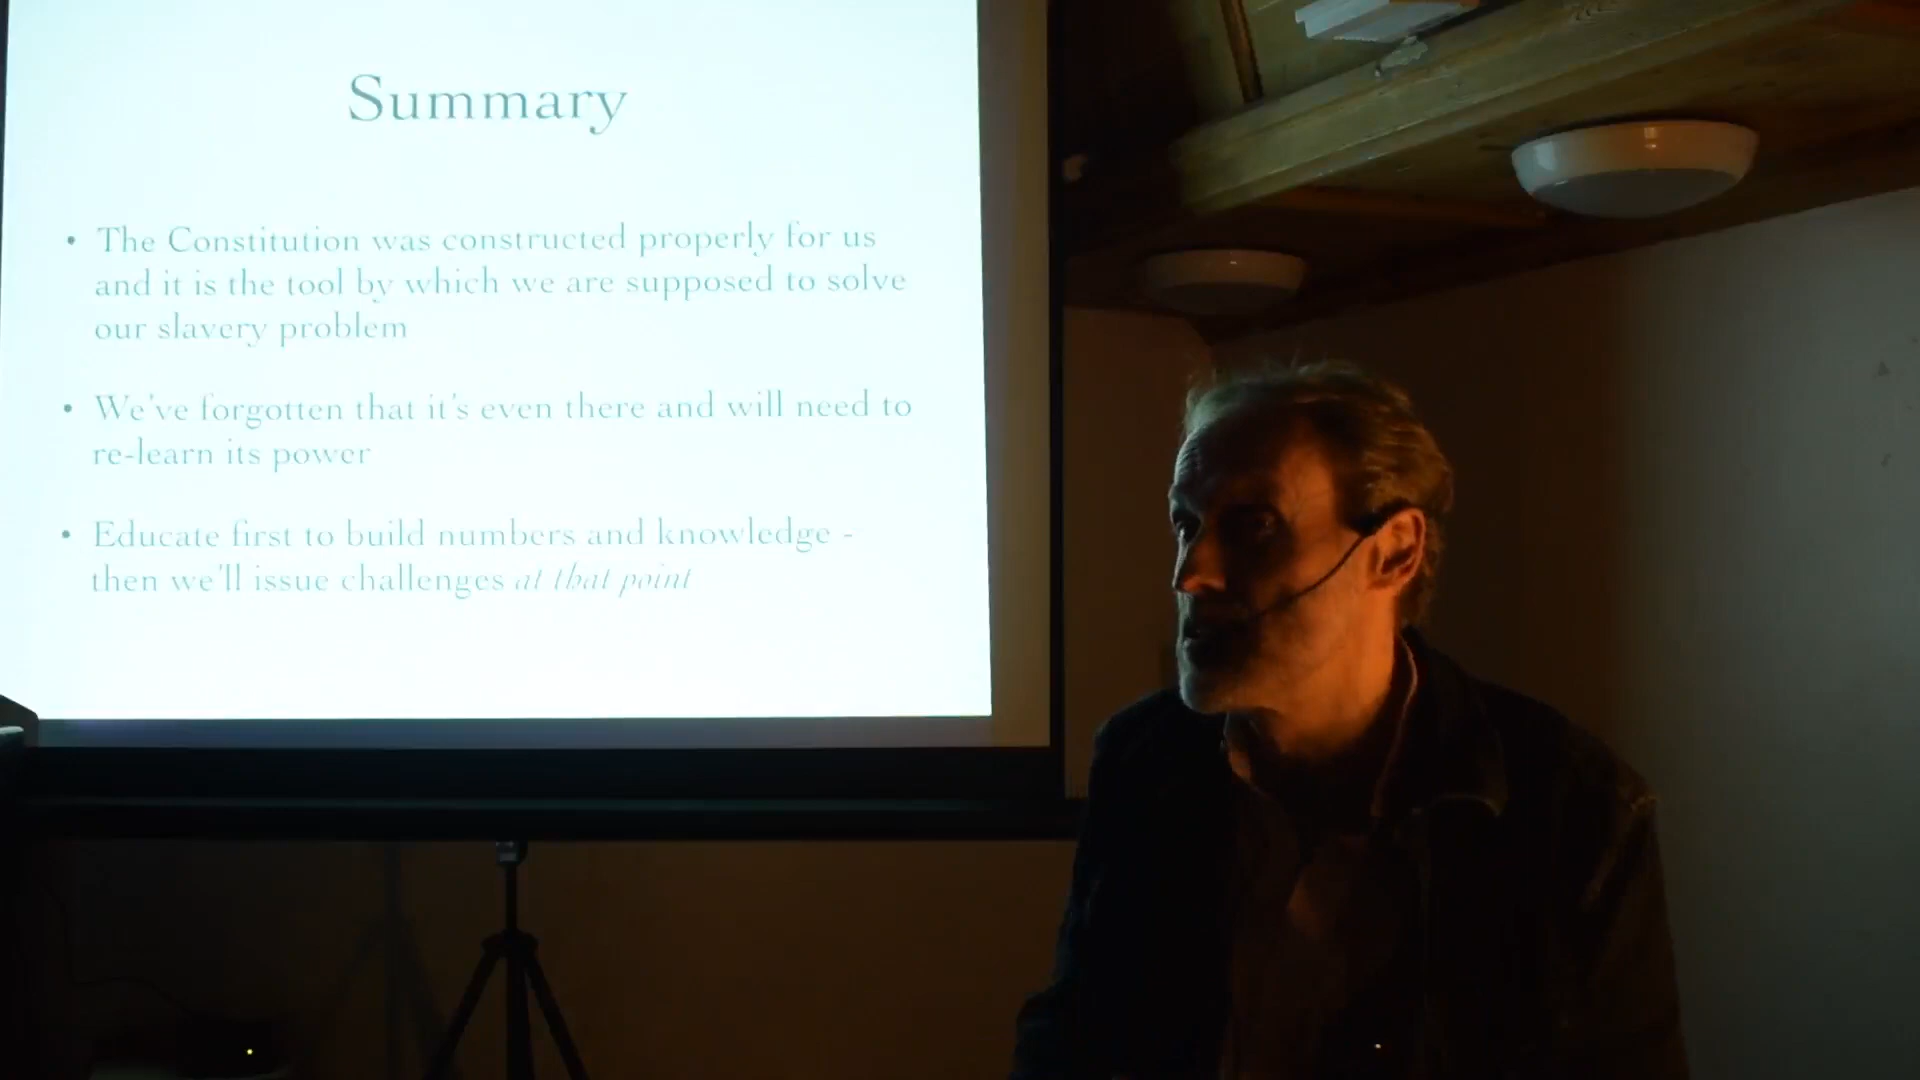 Summary
• The Constitution was constructed properly for us
and it is the tool by which we are supposed to solve
our slavery problem
• We've forgotten that it's even there and will need to
re-learn its power
• Educate first to build numbers and knowledge -
then we'll issue challenges at that point